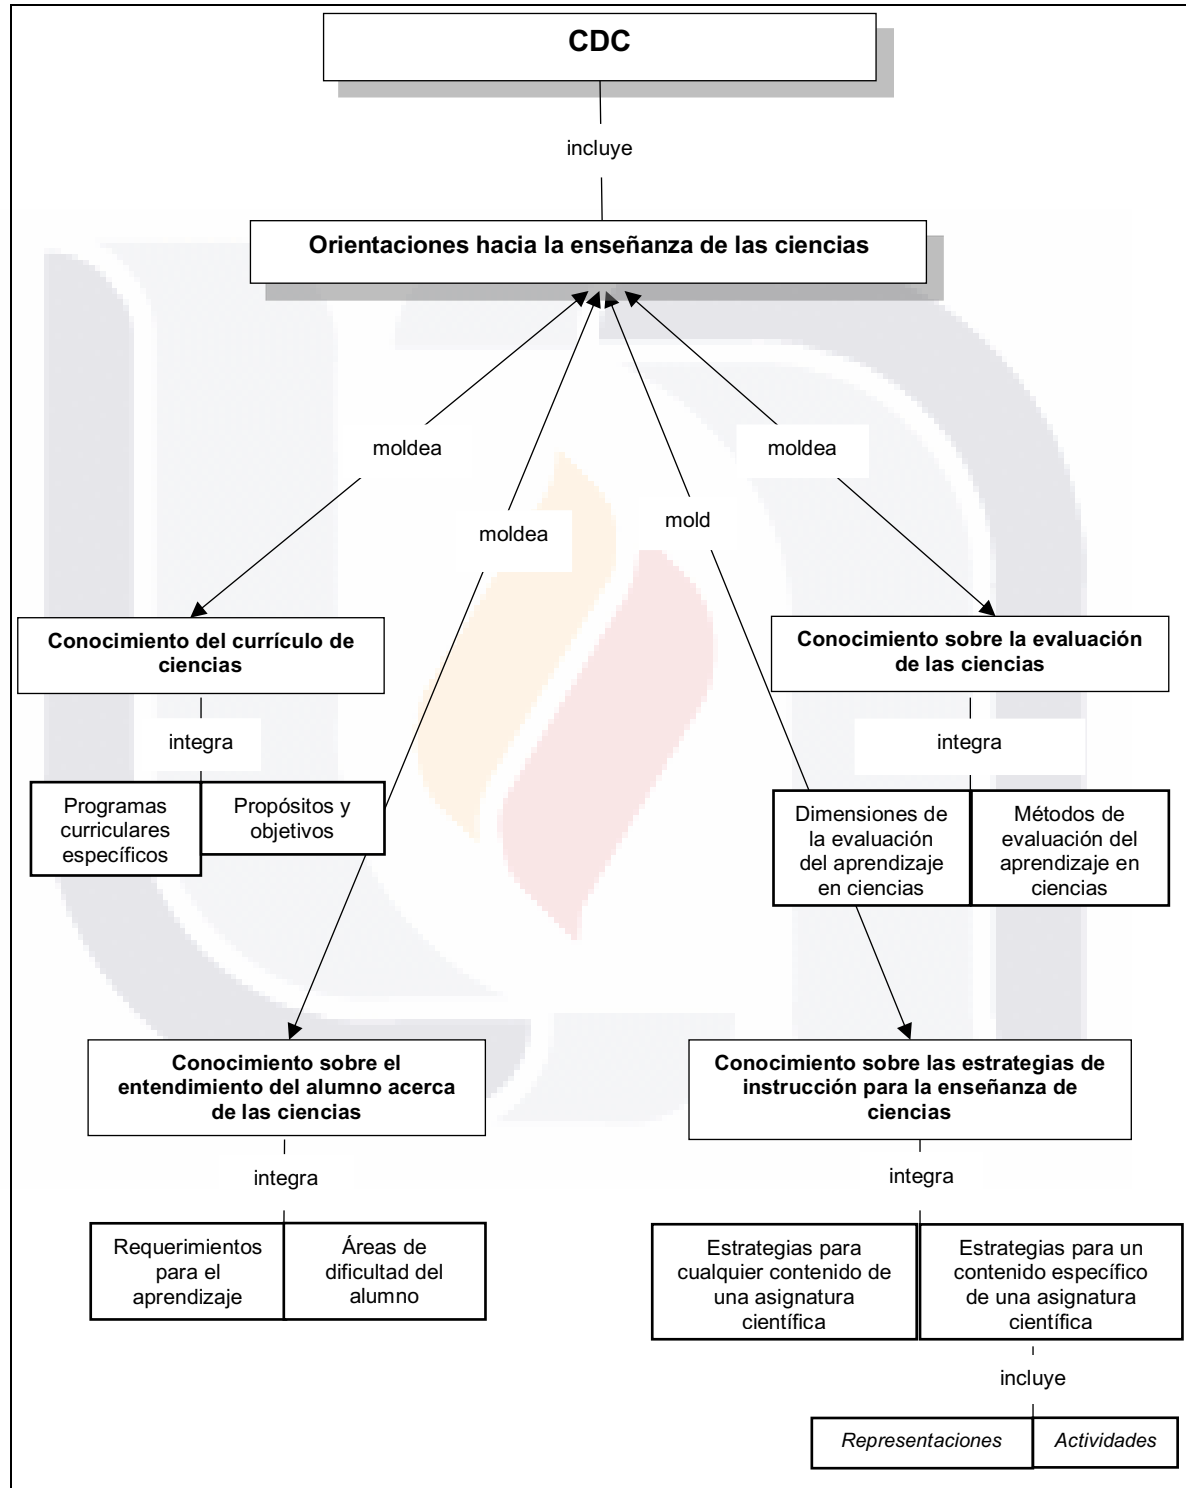 CDC
incluye
Orientaciones hacia la enseñanza de las ciencias
moldea
moldea
moldea
mold
Conocimiento del currículo de
ciencias
Conocimiento sobre la evaluación
de las ciencias
integra
integra
Programas
curriculares
específicos
Propósitos y
objetivos
Dimensiones de
la evaluación
del aprendizaje
en ciencias
Métodos de
evaluación del
aprendizaje en
ciencias
Conocimiento sobre el
entendimiento del alumno acerca
de las ciencias
Conocimiento sobre las estrategias de
instrucción para la enseñanza de
ciencias
integra
integra
Requerimientos
para el
aprendizaje
Áreas de
dificultad del
alumno
Estrategias para
cualquier contenido de
una asignatura
científica
Estrategias para un
contenido específico
de una asignatura
científica
incluye
Representaciones
Actividades